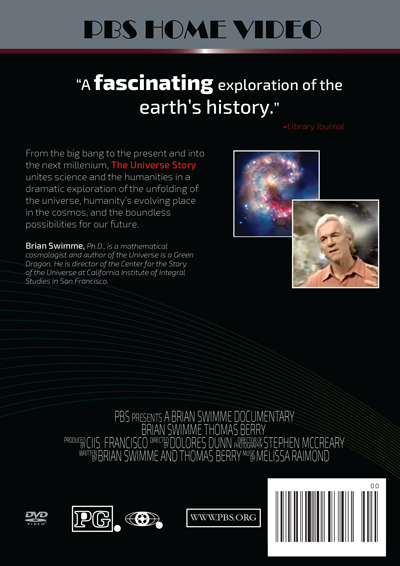 PBS HOME VIDEO
“A fascinating exploration of the
earth’s history.”
–Library Journal
From the big bang to the present and into
the next millenium, The Universe Story
unites science and the humanities in a
dramatic exploration of the unfolding of
the universe, humanity’s evolving place
in the cosmos, and the boundless
possibilities for our future.
Brian Swimme, Ph.D., is a mathematical
cosmologist and author of the Universe is a Green
Dragon. He is director of the Center for the Story
of the Universe at California Institute of Integral
Studies in San Francisco.
PBS PRESENTS A BRIAN SWIMME DOCUMENTARY
BRIAN SWIMME THOMAS BERRY
PRODUCED BY CIIS FRANCISCO DIRECTED BY DOLORES DUNN DIRECTOR OF PHOTOGRAPHY STEPHEN MCCREARY
WRITTEN BY BRIAN SWIMME AND THOMAS BERRY MUSIC BY MELISSA RAIMOND
00
DVD
VIDEO
PG
WWW.PBS.ORG